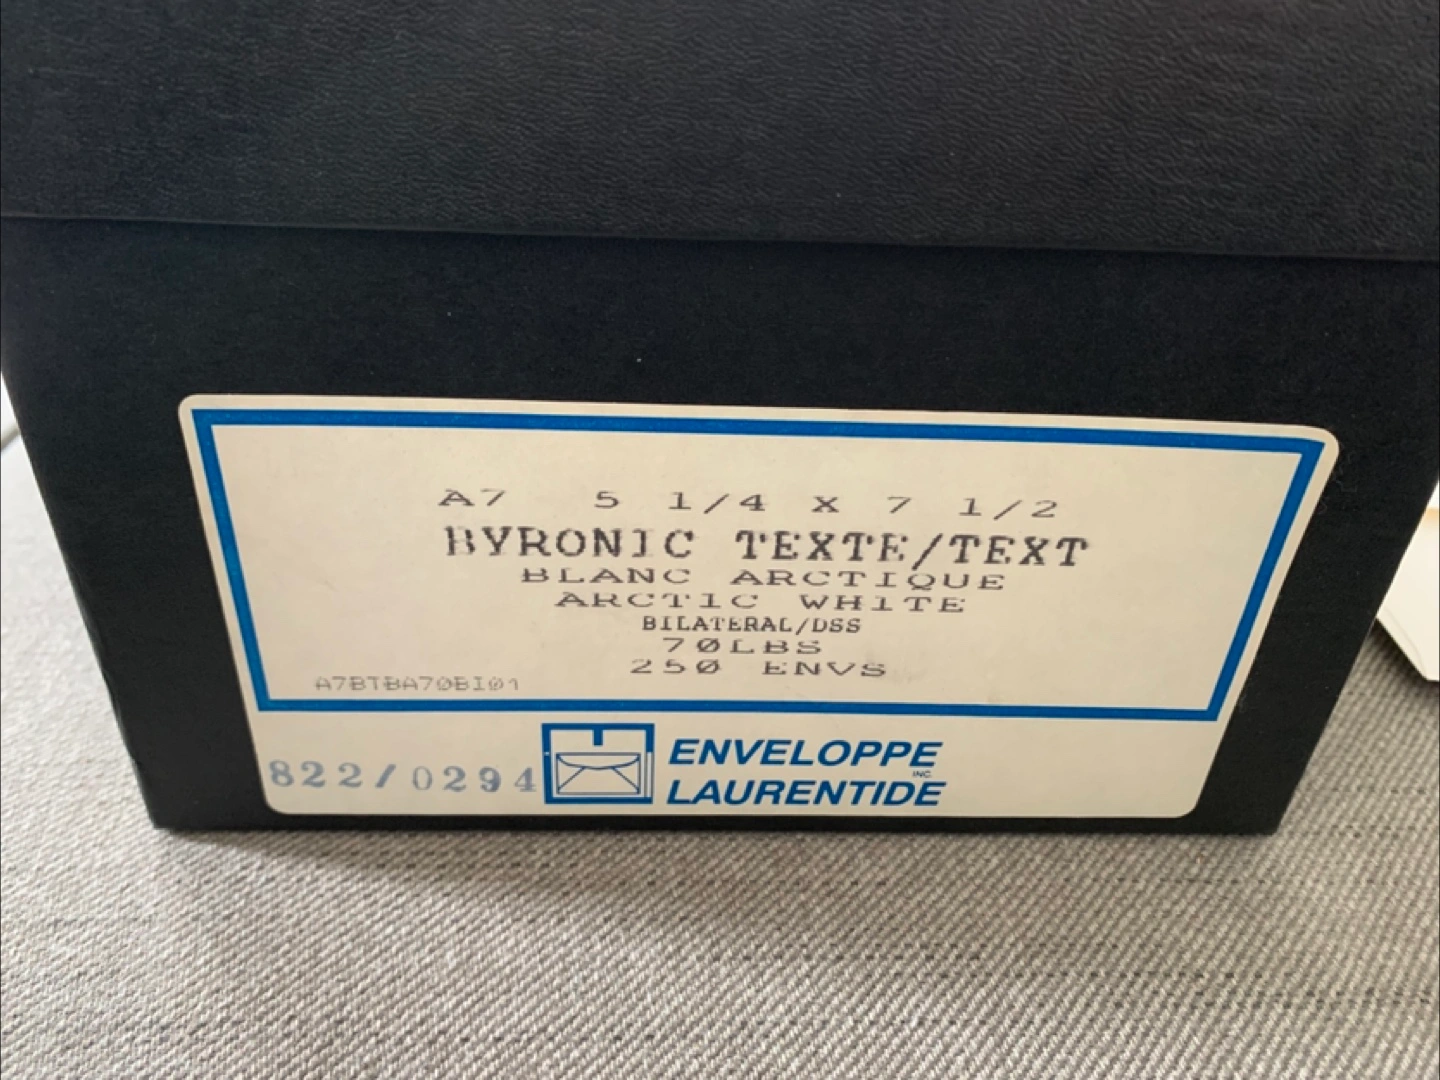 A7 5 1/4 X 7 1/2
BYRONIC TEXTE/TEXT
BLANC ARCTIQUE
ARCTIC WHITE
BILATERAL/DSS
70LBS
250 ENVS
A7BTBA70BI01
822/0294
ENVELOPPE
LAURENTIDE INC.